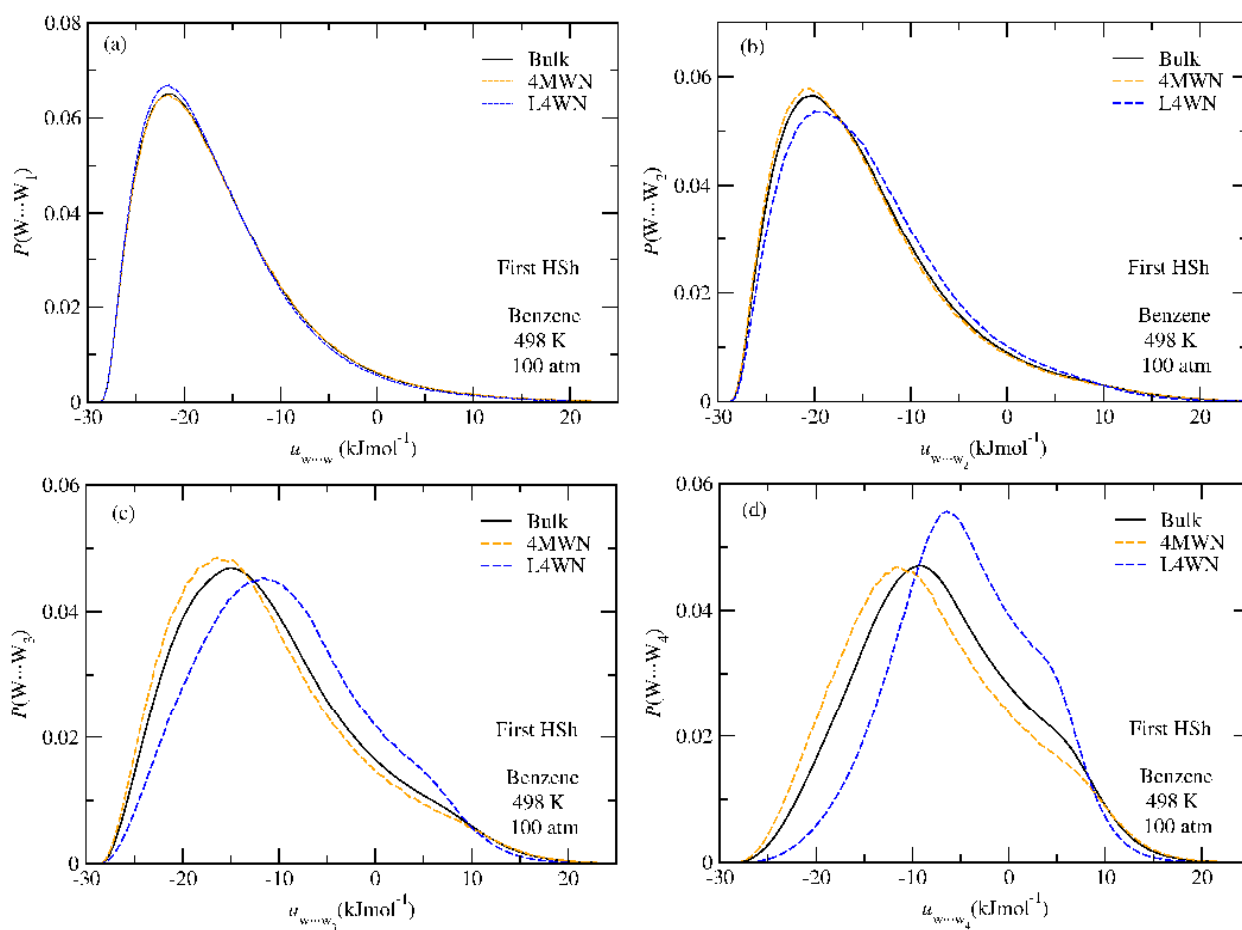 0.08
(a)
Bulk
4MWN
L4WN
0.06
P(W···W1)
0.04
First HSh
0.02
Benzene
498 K
100 atm
0
-30 -20 -10 0 10 20
u w···w (kJmol-1)
(b)
Bulk
4MWN
L4WN
0.06
P(W···W2)
0.04
First HSh
0.02
Benzene
498 K
100 atm
0
-30 -20 -10 0 10 20
u w···w2 (kJmol-1)
0.06
(c)
Bulk
4MWN
L4WN
0.04
P(W···W3)
0.02
First HSh
Benzene
498 K
100 atm
0
-30 -20 -10 0 10 20
u w···w3 (kJmol-1)
0.06
(d)
Bulk
4MWN
L4WN
0.04
P(W···W4)
0.02
First HSh
Benzene
498 K
100 atm
0
-30 -20 -10 0 10 20
u w···w4 (kJmol-1)